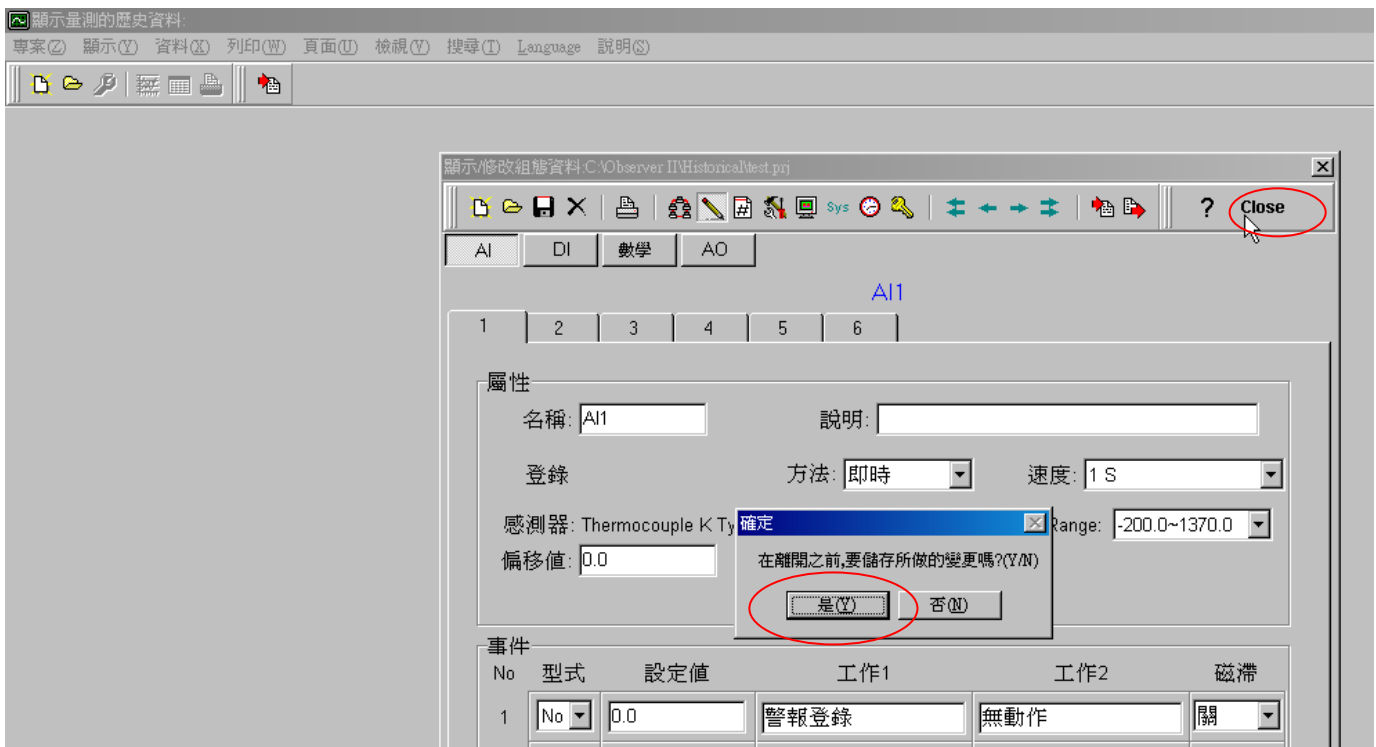 顯示量測的歷史資料:
專案(Z) 顯示(Y) 資料(X) 列印(W) 頁面(U) 檢視(V) 搜尋(T) Language 說明(S)
顯示/修改組態資料:C:\Observer II\Historical\test.prj
Sys ? Close
AI DI 數學 AO
AI1
1 2 3 4 5 6
屬性
名稱: AI1 說明:
登錄 方法: 即時 速度: 1 S
感測器: Thermocouple K Ty Range: -200.0~1370.0
確定
偏移值: 0.0
在離開之前,要儲存所做的變更嗎?(Y/N)
是(Y) 否(N)
事件
No 型式 設定值 工作1 工作2 磁滯
1 No 0.0 警報登錄 無動作 關